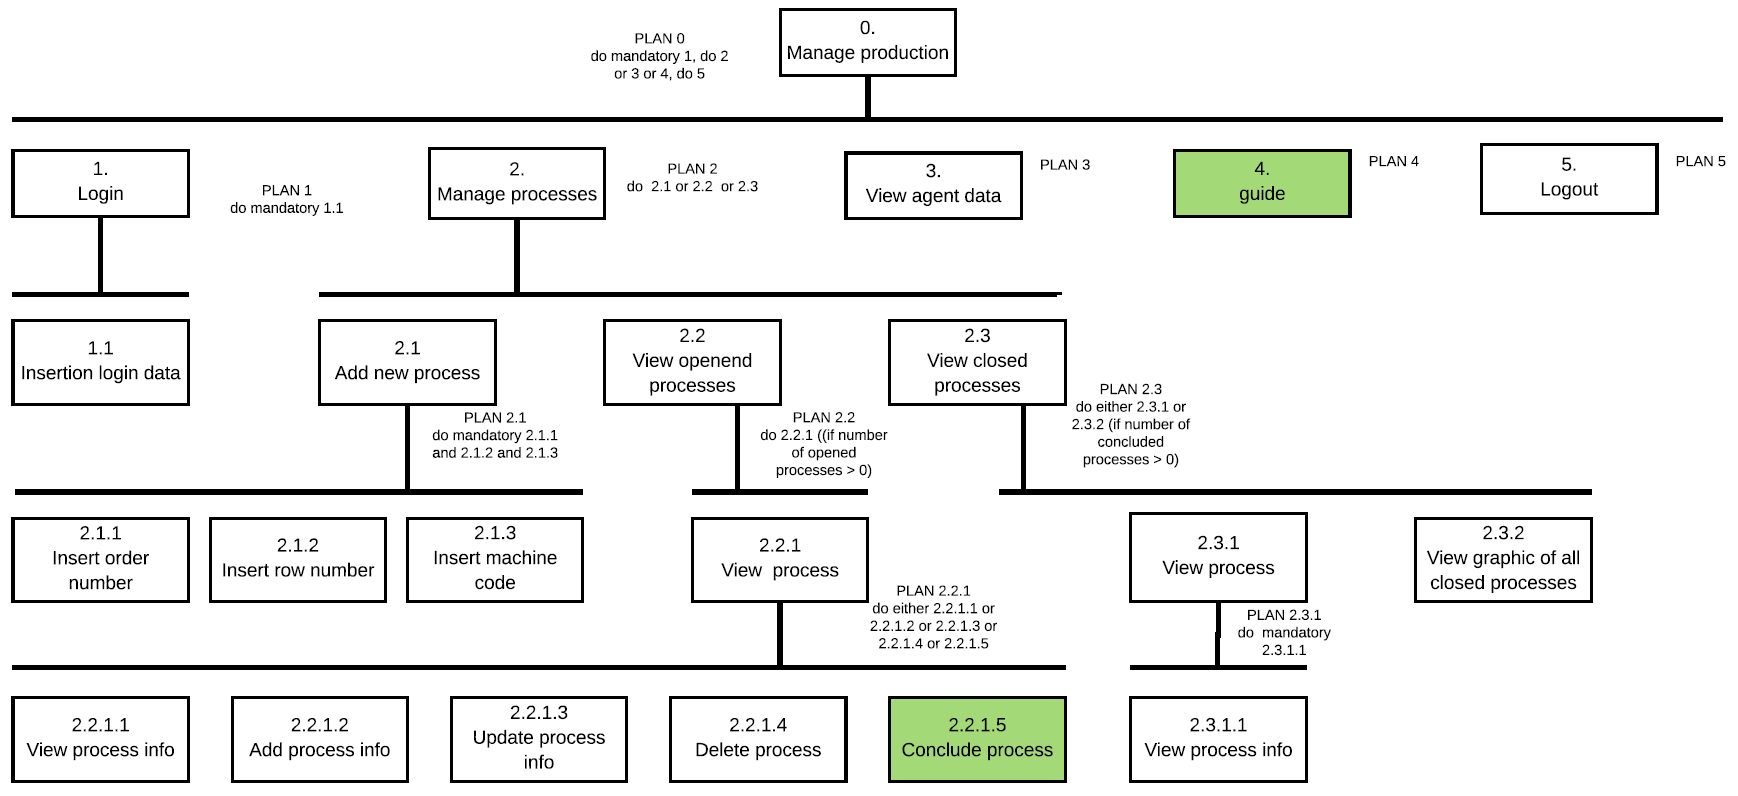 0.
Manage production
PLAN 0
do mandatory 1, do 2
or 3 or 4, do 5
1.
Login
PLAN 1
do mandatory 1.1
2.
Manage processes
PLAN 2
do  2.1 or 2.2  or 2.3
3.
View agent data
PLAN 3
4.
guide
PLAN 4
5.
Logout
PLAN 5
1.1
Insertion login data
2.1
Add new process
2.2
View openend
processes
2.3
View closed
processes
PLAN 2.1
do mandatory 2.1.1
and 2.1.2 and 2.1.3
PLAN 2.2
do 2.2.1 ((if number
of opened
processes > 0)
PLAN 2.3
do either 2.3.1 or
2.3.2 (if number of
concluded
processes > 0)
2.1.1
Insert order
number
2.1.2
Insert row number
2.1.3
Insert machine
code
2.2.1
View  process
2.3.1
View process
2.3.2
View graphic of all
closed processes
PLAN 2.2.1
do either 2.2.1.1 or
2.2.1.2 or 2.2.1.3 or
2.2.1.4 or 2.2.1.5
PLAN 2.3.1
do  mandatory
2.3.1.1
2.2.1.1
View process info
2.2.1.2
Add process info
2.2.1.3
Update process
info
2.2.1.4
Delete process
2.2.1.5
Conclude process
2.3.1.1
View process info